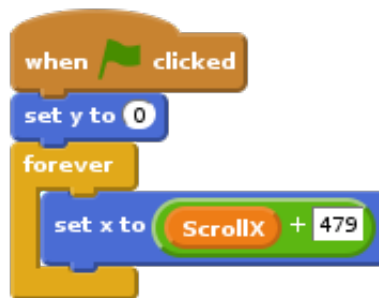 when clicked
set y to 0
forever
set x to ScrollX + 479